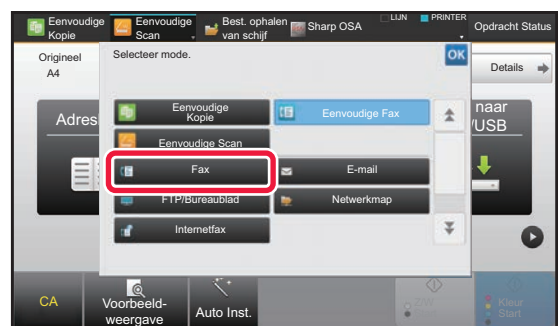 Eenvoudige
Kopie
Eenvoudige
Scan
Best. ophalen
van schijf
Sharp OSA
LIJN
PRINTER
Opdracht Status
Origineel
A4
Selecteer mode.
OK
Details
Adres
naar
/USB
Eenvoudige
Kopie
Eenvoudige Fax
Eenvoudige Scan
Fax
E-mail
FTP/Bureaublad
Netwerkmap
Internetfax
CA
Voorbeeld-
weergave
Auto Inst.
Z/W
Start
Kleur
Start